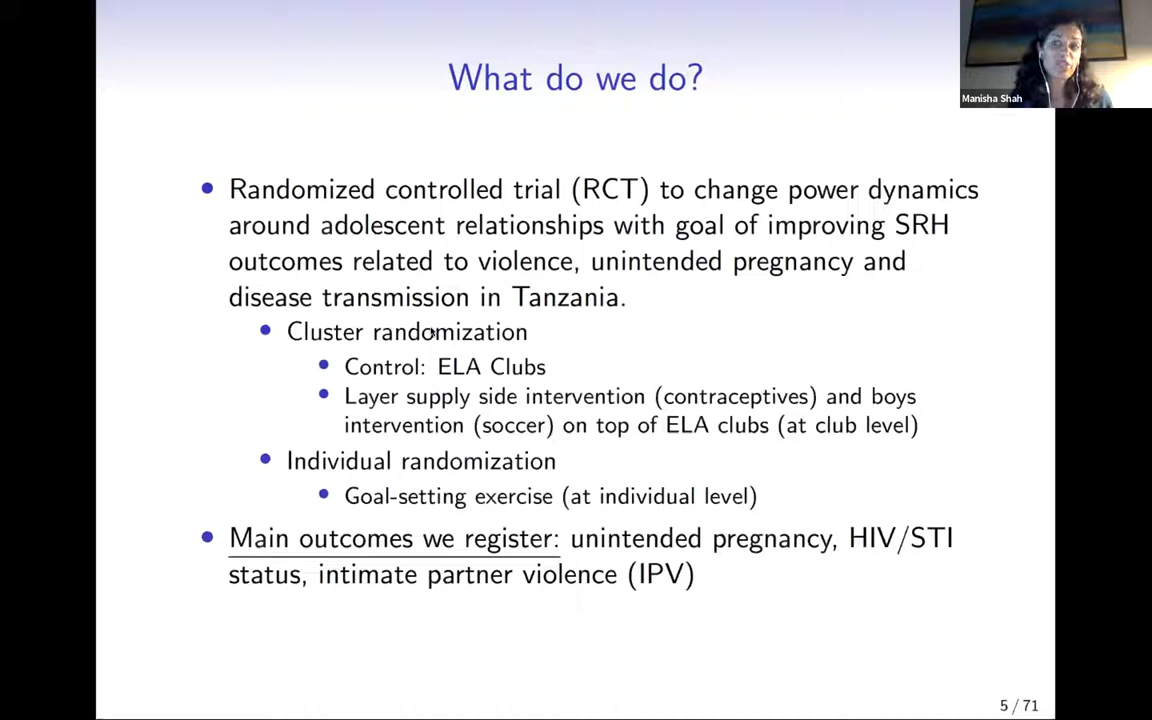 What do we do?
Manisha Shah
• Randomized controlled trial (RCT) to change power dynamics
around adolescent relationships with goal of improving SRH
outcomes related to violence, unintended pregnancy and
disease transmission in Tanzania.
• Cluster randomization
• Control: ELA Clubs
• Layer supply side intervention (contraceptives) and boys
intervention (soccer) on top of ELA clubs (at club level)
• Individual randomization
• Goal-setting exercise (at individual level)
• Main outcomes we register: unintended pregnancy, HIV/STI
status, intimate partner violence (IPV)
5 / 71